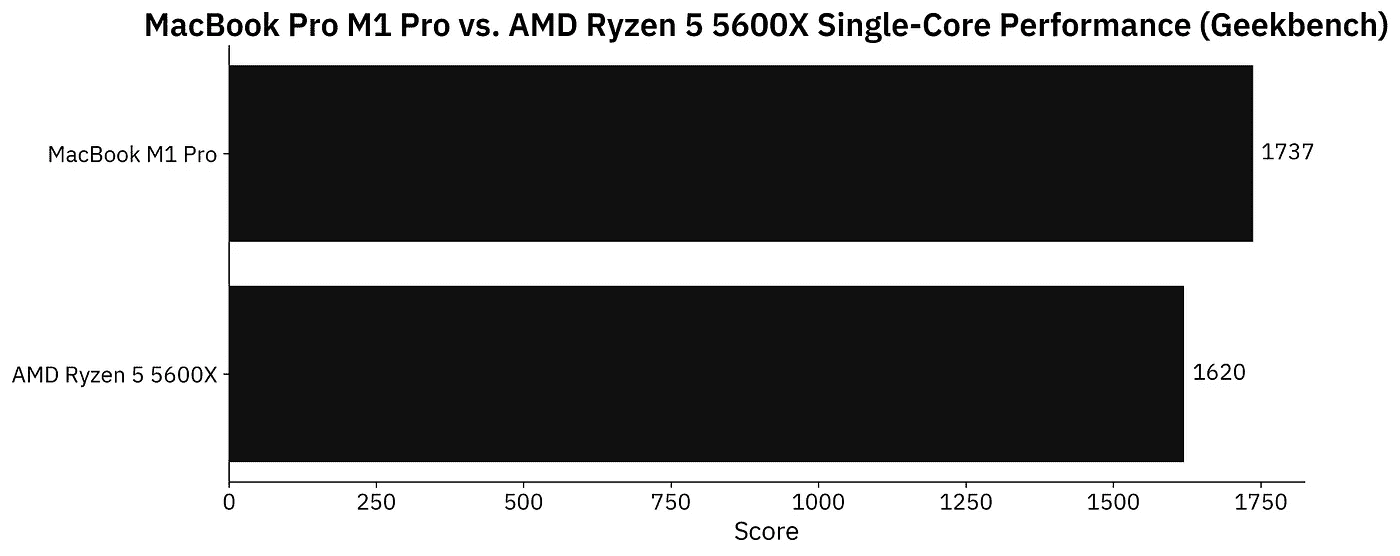 MacBook Pro M1 Pro vs. AMD Ryzen 5 5600X Single-Core Performance (Geekbench)
MacBook M1 Pro
1737
AMD Ryzen 5 5600X
1620
0 250 500 750 1000 1250 1500 1750
Score